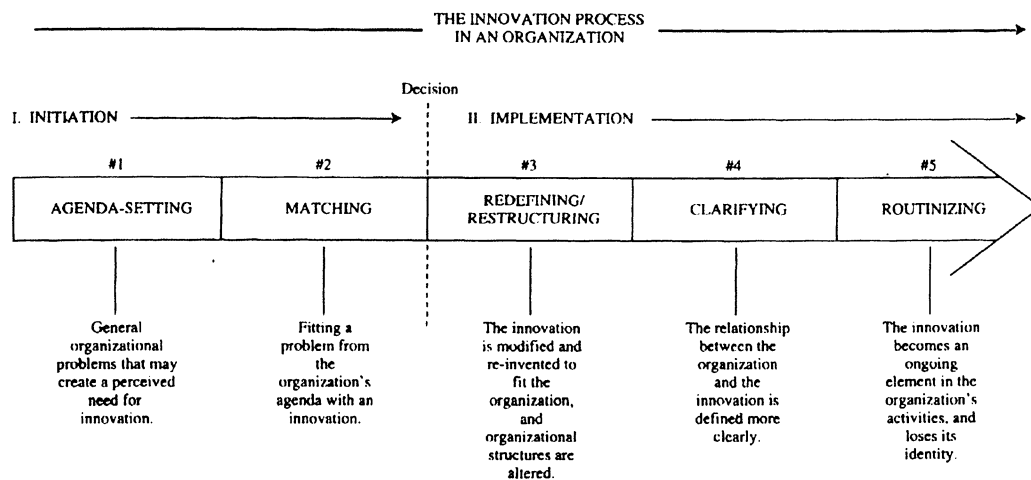 THE INNOVATION PROCESS
IN AN ORGANIZATION
Decision
I. INITIATION
II. IMPLEMENTATION
#1
#2
#3
#4
#5
AGENDA-SETTING
MATCHING
REDEFINING/
RESTRUCTURING
CLARIFYING
ROUTINIZING
General
organizational
problems that may
create a perceived
need for
innovation.
Fitting a
problem from
the
organization's
agenda with an
innovation.
The innovation
is modified and
re-invented to
fit the
organization,
and
organizational
structures are
altered.
The relationship
between the
organization
and the
innovation is
defined more
clearly.
The innovation
becomes an
ongoing
element in the
organization's
activities, and
loses its
identity.